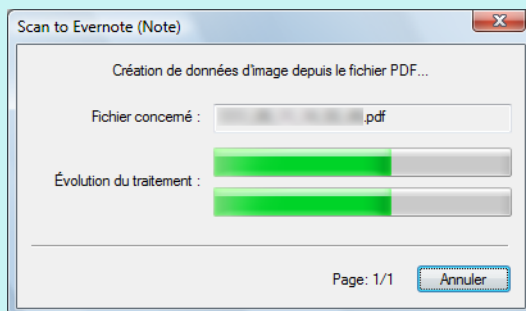 Scan to Evernote (Note)
Création de données d'image depuis le fichier PDF...
Fichier concerné : .pdf
Évolution du traitement :
Page: 1/1 Annuler